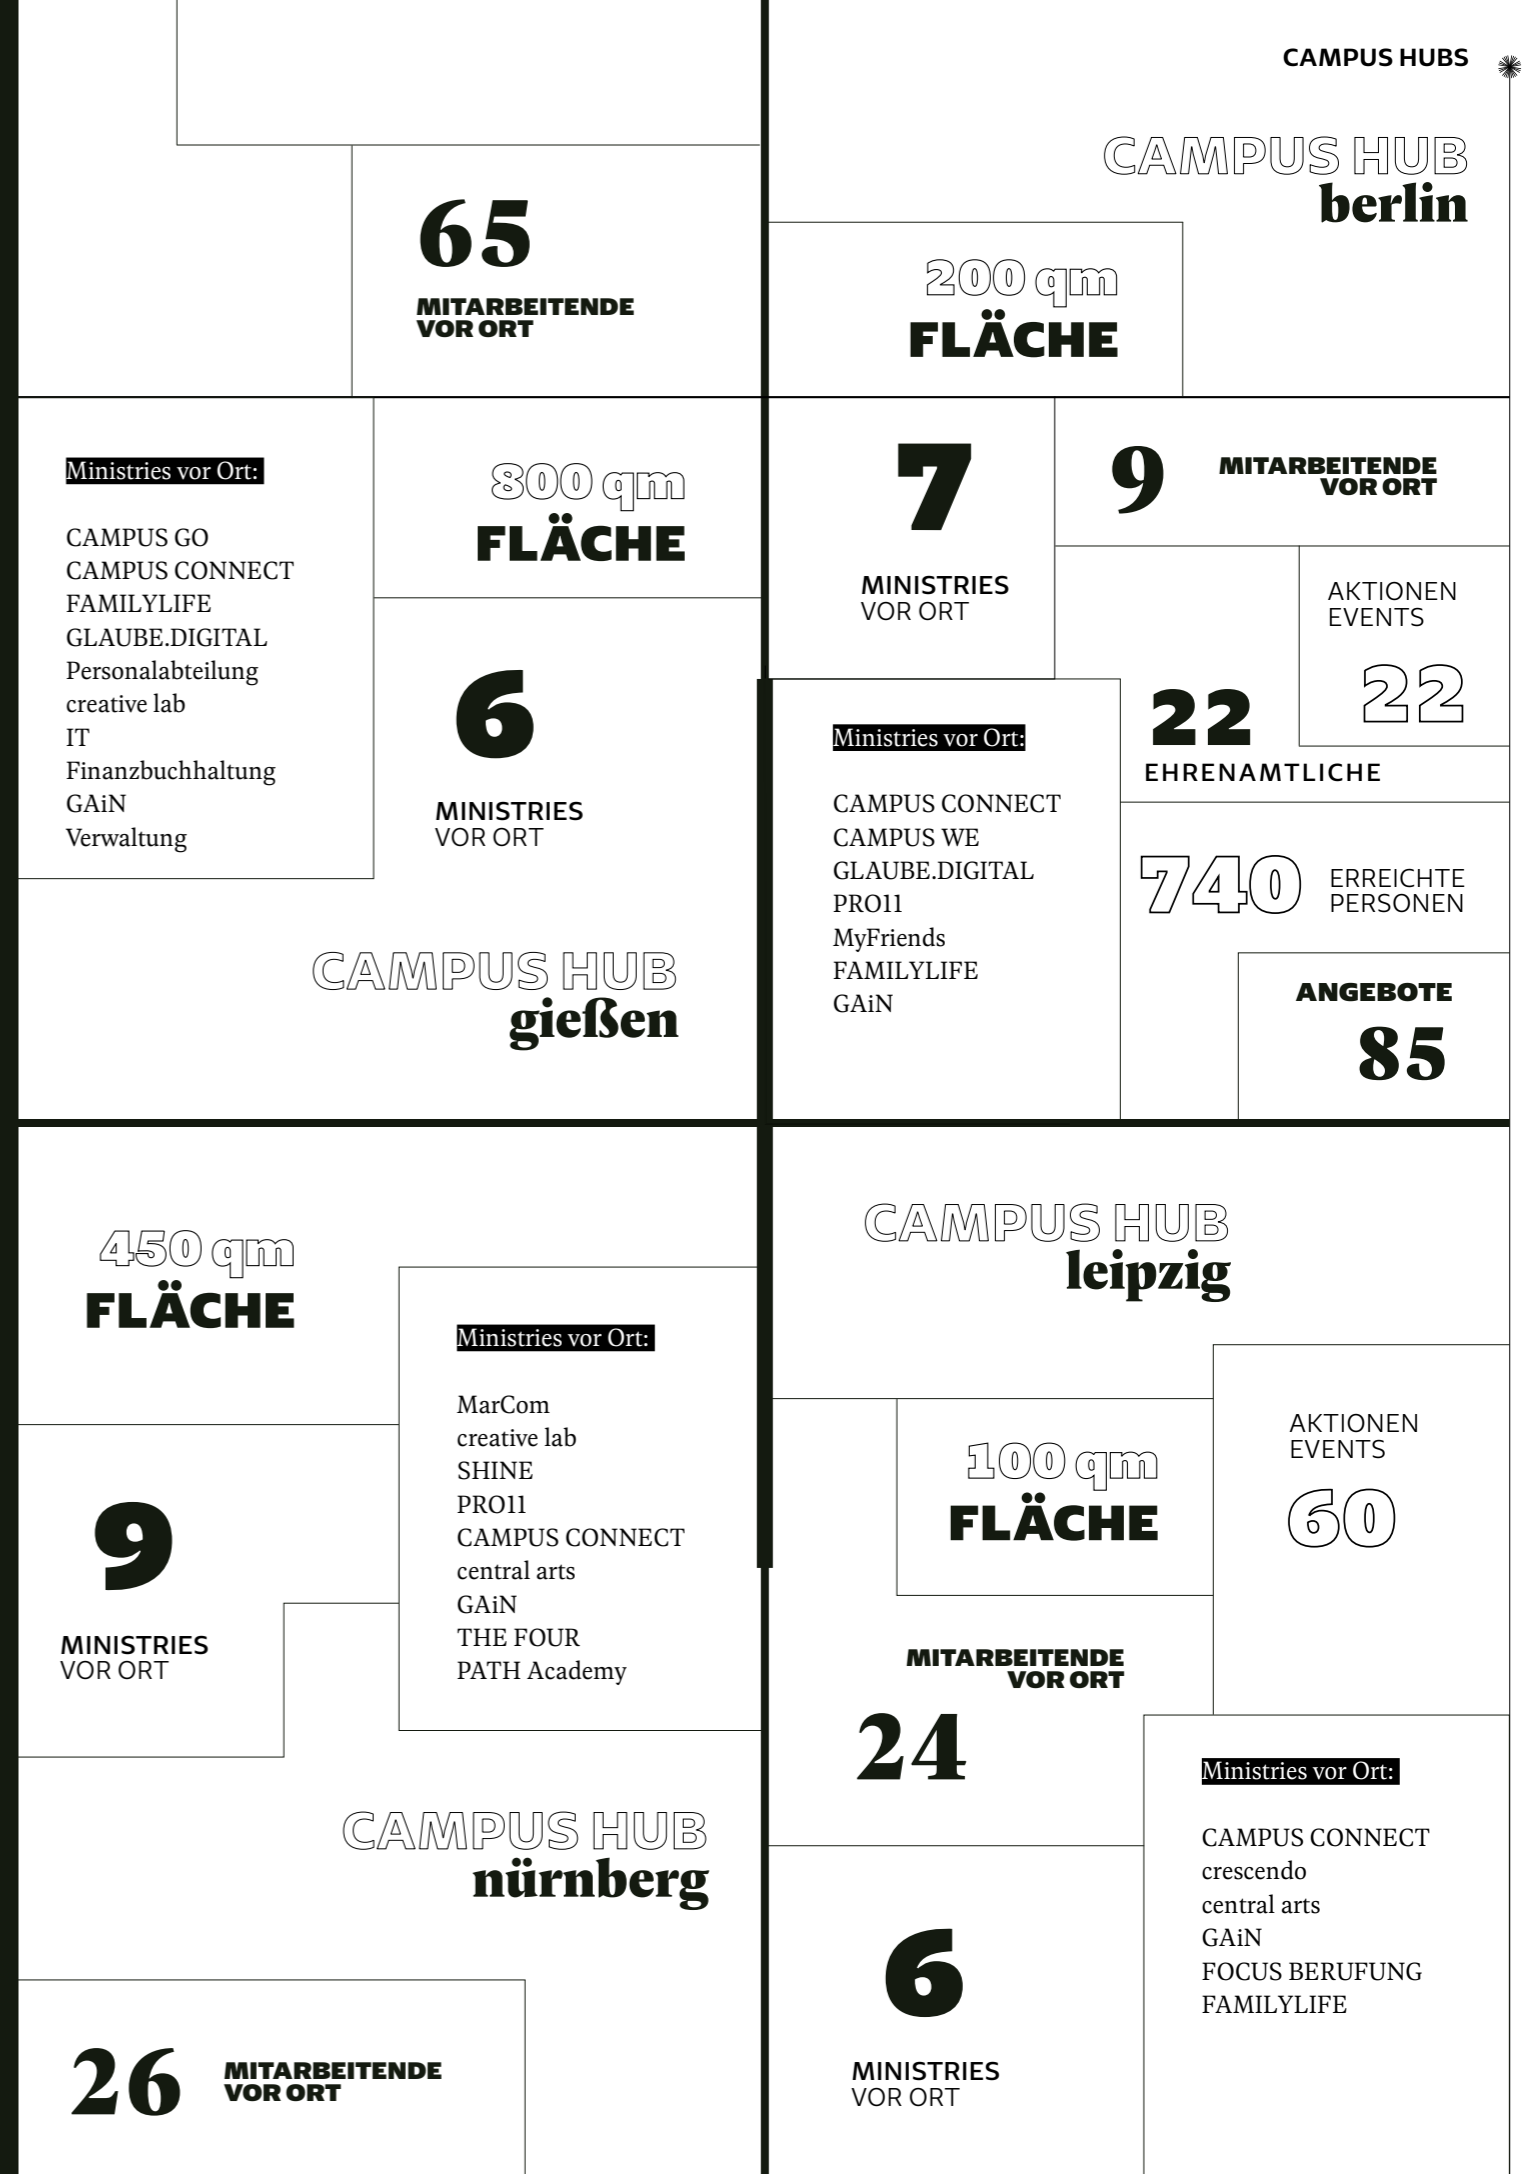 CAMPUS HUBS
65
MITARBEITENDE
VOR ORT
Ministries vor Ort:
CAMPUS GO
CAMPUS CONNECT
FAMILYLIFE
GLAUBE.DIGITAL
Personalabteilung
creative lab
IT
Finanzbuchhaltung
GAiN
Verwaltung
800 qm
FLÄCHE
6
MINISTRIES
VOR ORT
CAMPUS HUB
gießen
CAMPUS HUB
berlin
200 qm
FLÄCHE
7
MINISTRIES
VOR ORT
9
MITARBEITENDE
VOR ORT
AKTIONEN
EVENTS
22
22
EHRENAMTLICHE
Ministries vor Ort:
CAMPUS CONNECT
CAMPUS WE
GLAUBE.DIGITAL
PRO11
MyFriends
FAMILYLIFE
GAiN
740
ERREICHTE
PERSONEN
ANGEBOTE
85
450 qm
FLÄCHE
Ministries vor Ort:
MarCom
creative lab
SHINE
PRO11
CAMPUS CONNECT
central arts
GAiN
THE FOUR
PATH Academy
9
MINISTRIES
VOR ORT
CAMPUS HUB
nürnberg
26
MITARBEITENDE
VOR ORT
CAMPUS HUB
leipzig
100 qm
FLÄCHE
AKTIONEN
EVENTS
60
MITARBEITENDE
VOR ORT
24
Ministries vor Ort:
CAMPUS CONNECT
crescendo
central arts
GAiN
FOCUS BERUFUNG
FAMILYLIFE
6
MINISTRIES
VOR ORT